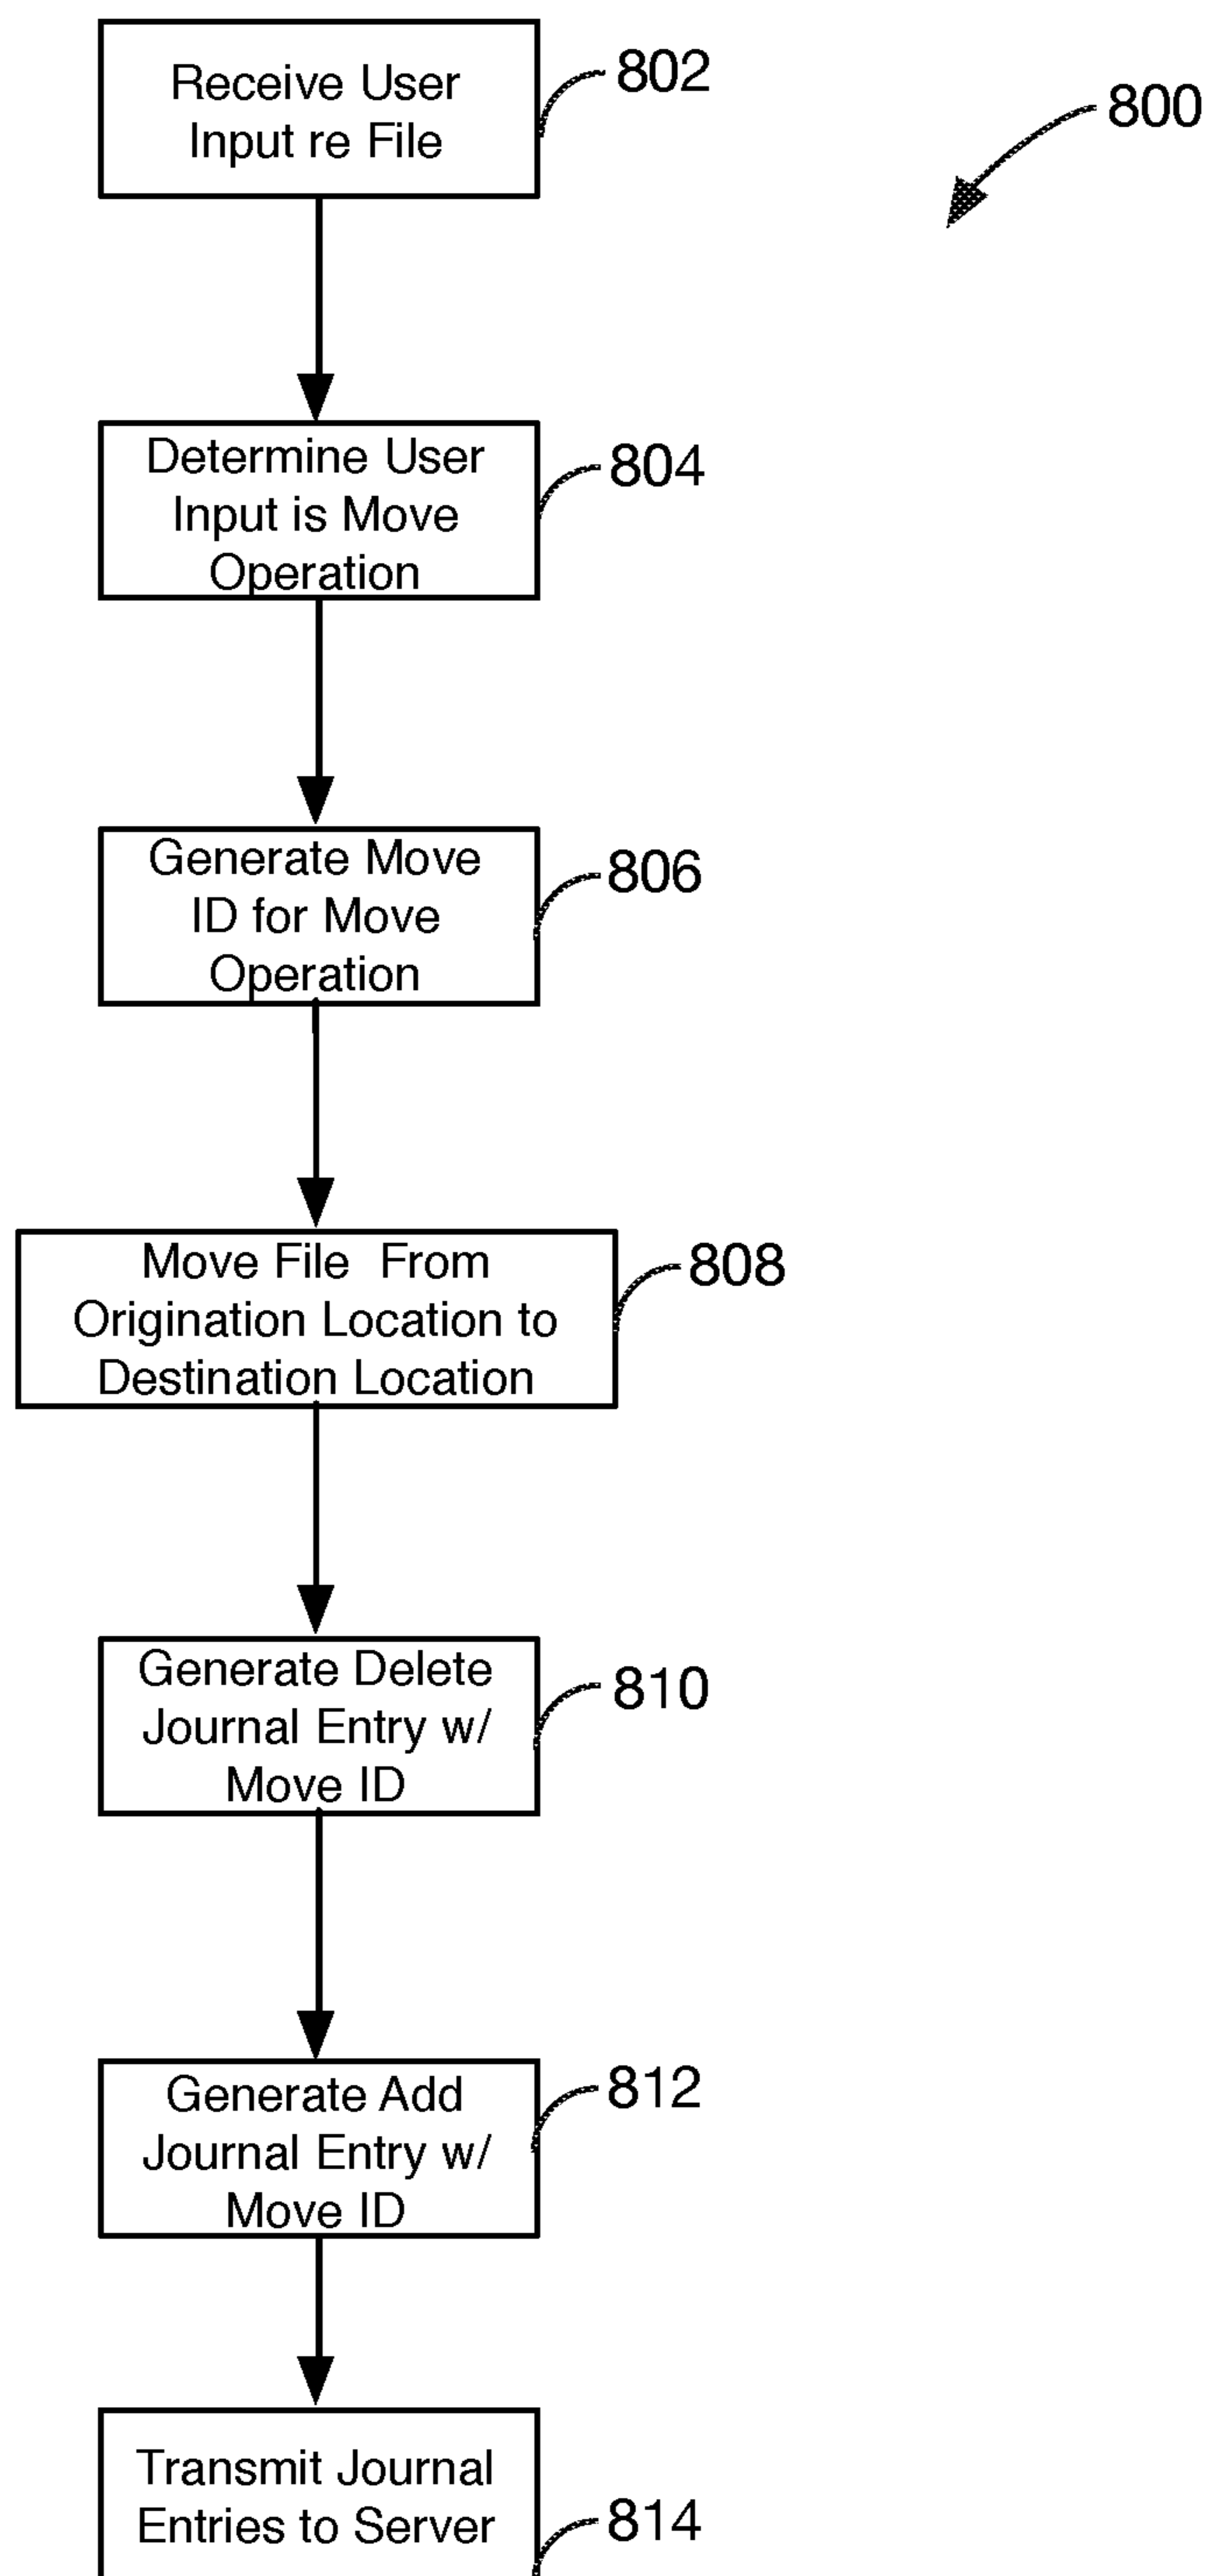 Receive User
Input re File
802
800
Determine User
Input is Move
Operation
804
Generate Move
ID for Move
Operation
806
Move File From
Origination Location to
Destination Location
808
Generate Delete
Journal Entry w/
Move ID
810
Generate Add
Journal Entry w/
Move ID
812
Transmit Journal
Entries to Server
814